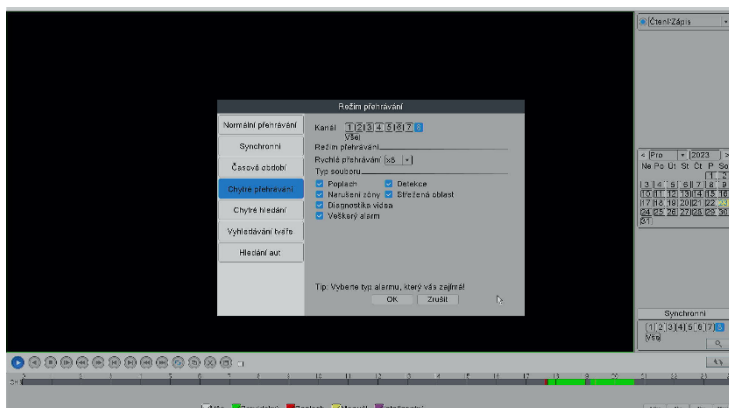 Čtení/Zápis
Režim přehrávání
Normální přehrávání
Synchronní
Časové období
Chytré přehrávání
Chytré hledání
Vyhledávání tváře
Hledání aut
Kanál 1 2 3 4 5 6 7 8
Vše
Režim přehrávání
Rychlé přehrávání x5
Typ souboru
Poplach Detekce
Narušení zóny Střežená oblast
Diagnostika videa
Veškerý alarm
Tip: Vyberte typ alarmu, který vás zajímá!
OK Zrušit
< Pro 2023 >
Ne Po Út St Čt P So
1 2
3 4 5 6 7 8 9
10 11 12 13 14 15 16
17 18 19 20 21 22
24 25 26 27 28 29 30
31
Synchronní
1 2 3 4 5 6 7 8
Vše